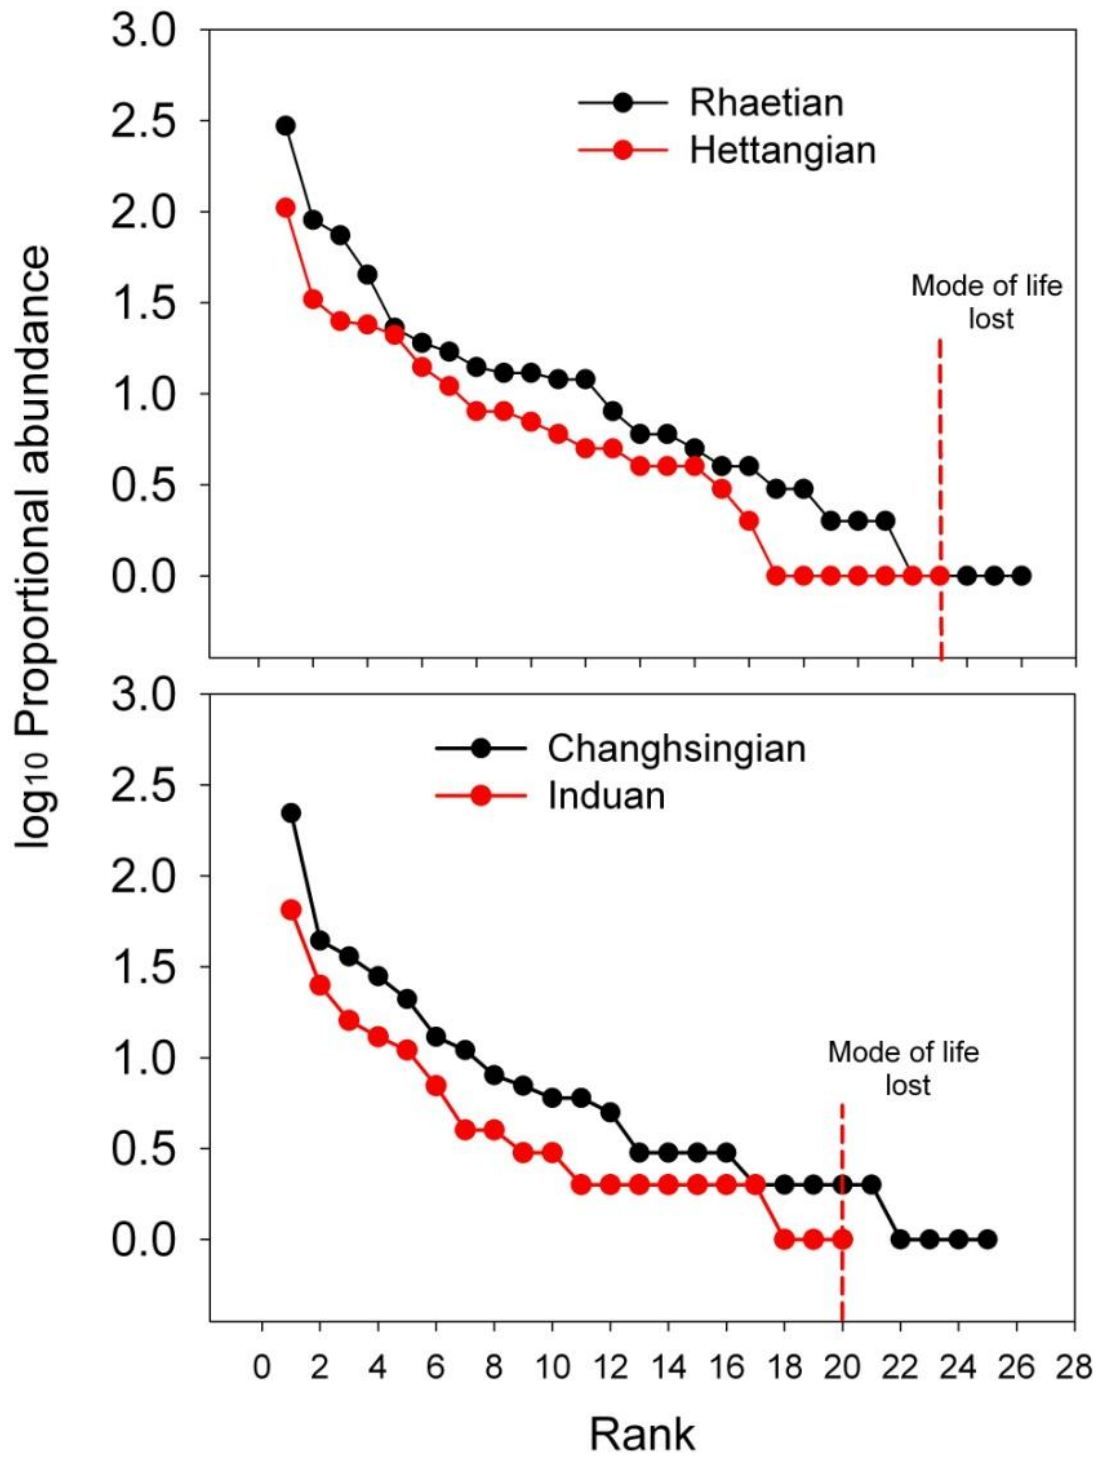 3.0
2.5
2.0
1.5
1.0
0.5
0.0
Rhaetian
Hettangian
Mode of life
lost
log10 Proportional abundance
3.0
2.5
2.0
1.5
1.0
0.5
0.0
Changhsingian
Induan
Mode of life
lost
0 2 4 6 8 10 12 14 16 18 20 22 24 26 28
Rank